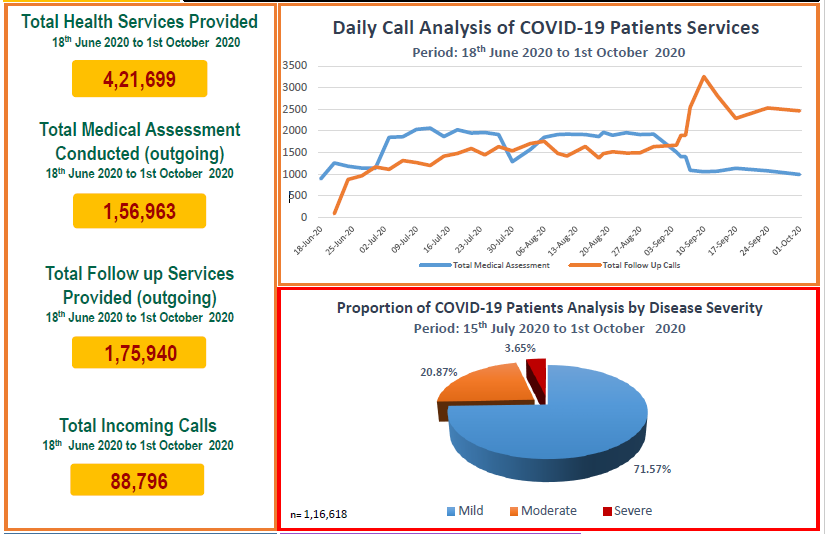 Total Health Services Provided
18th June 2020 to 1st October 2020
4,21,699
Total Medical Assessment
Conducted (outgoing)
18th June 2020 to 1st October 2020
1,56,963
Total Follow up Services
Provided (outgoing)
18th June 2020 to 1st October 2020
1,75,940
Total Incoming Calls
18th June 2020 to 1st October 2020
88,796
Daily Call Analysis of COVID-19 Patients Services
Period: 18th June 2020 to 1st October 2020
3500
3000
2500
2000
1500
1000
500
0
18-Jun-20
25-Jun-20
02-Jul-20
09-Jul-20
16-Jul-20
23-Jul-20
30-Jul-20
06-Aug-20
13-Aug-20
20-Aug-20
27-Aug-20
03-Sep-20
10-Sep-20
17-Sep-20
24-Sep-20
01-Oct-20
Total Medical Assessment Total Follow Up Calls
Proportion of COVID-19 Patients Analysis by Disease Severity
Period: 15th July 2020 to 1st October 2020
3.65%
20.87%
71.57%
n= 1,16,618
Mild Moderate Severe